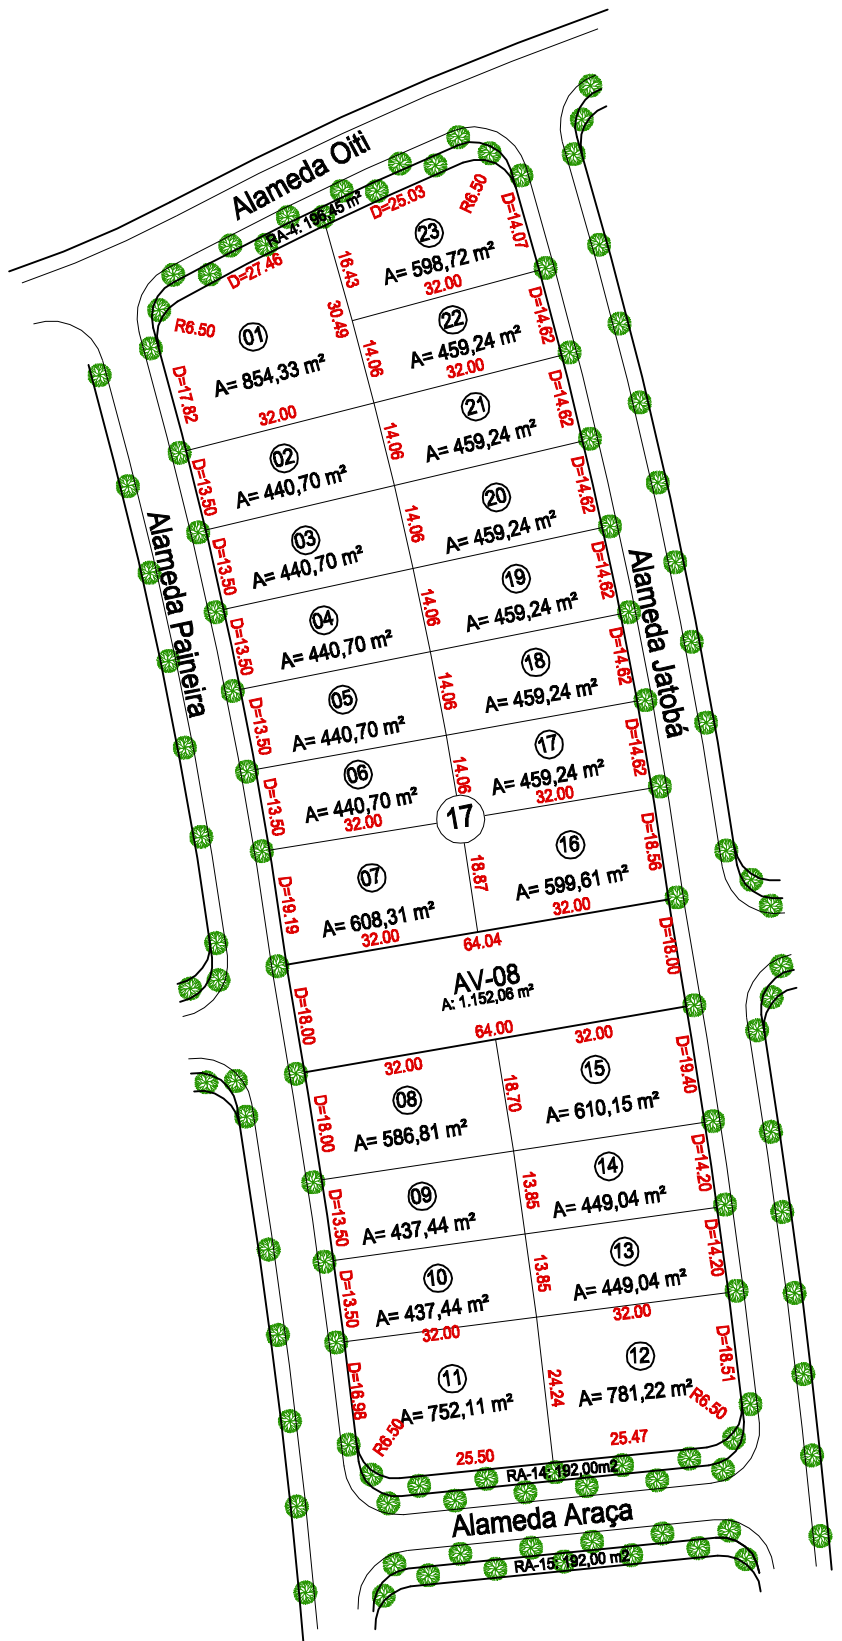 Alameda Oiti
RA-4: 196,45 m²
D=25.03
R6.50
D=14.07
D=27.46
23
A= 598,72 m²
16.43
32.00
R6.50
01
A= 854,33 m²
30.49
22
A= 459,24 m²
D=14.62
14.06
32.00
D=17.82
32.00
21
A= 459,24 m²
D=14.62
14.06
02
A= 440,70 m²
D=13.50
20
A= 459,24 m²
D=14.62
14.06
03
A= 440,70 m²
D=13.50
19
A= 459,24 m²
D=14.62
14.06
Alameda Paineira
Alameda Jatobá
04
A= 440,70 m²
D=13.50
18
A= 459,24 m²
D=14.62
14.06
05
A= 440,70 m²
D=13.50
17
A= 459,24 m²
D=14.62
14.06
32.00
06
A= 440,70 m²
D=13.50
32.00
17
16
A= 599,61 m²
D=18.56
18.87
32.00
07
A= 608,31 m²
D=19.19
32.00
64.04
AV-08
A: 1.152,06 m²
D=18.00
D=18.00
64.00
32.00
32.00
08
A= 586,81 m²
D=18.00
18.70
15
A= 610,15 m²
D=19.40
09
A= 437,44 m²
D=13.50
13.85
14
A= 449,04 m²
D=14.20
10
A= 437,44 m²
D=13.50
32.00
13.85
13
A= 449,04 m²
D=14.20
32.00
11
A= 752,11 m²
D=16.98
R6.50
25.50
24.24
12
A= 781,22 m²
D=18.51
R6.50
25.47
RA-14: 192,00m2
Alameda Araça
RA-15: 192,00 m2